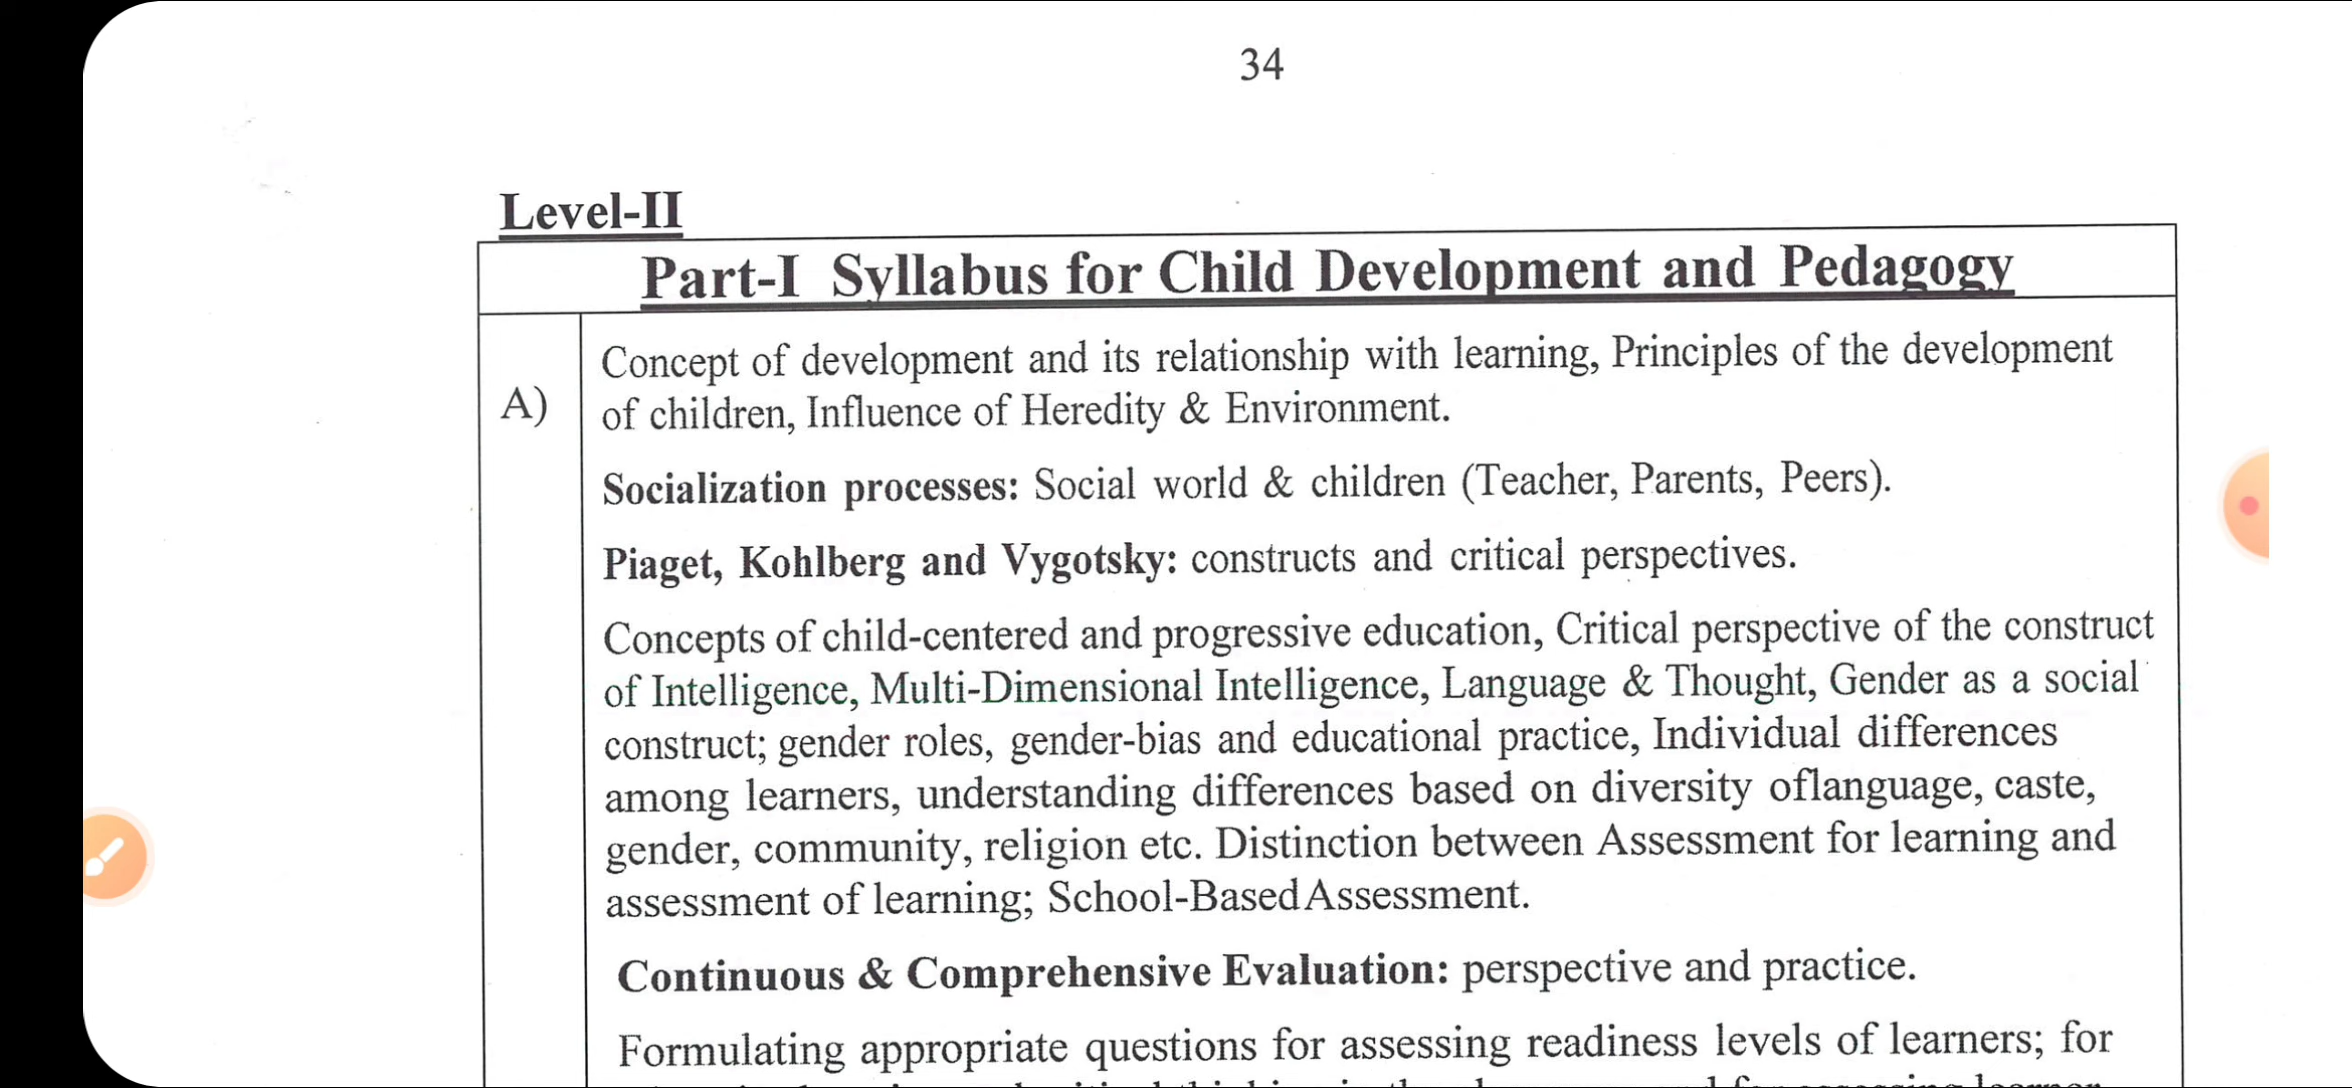 34
Level-II
Part-I Syllabus for Child Development and Pedagogy
Concept of development and its relationship with learning, Principles of the development
A)
of children, Influence of Heredity & Environment.
Socialization processes: Social world & children (Teacher, Parents, Peers).
Piaget, Kohlberg and Vygotsky: constructs and critical perspectives.
Concepts of child-centered and progressive education, Critical perspective of the construct
of Intelligence, Multi-Dimensional Intelligence, Language & Thought, Gender as a social
construct; gender roles, gender-bias and educational practice, Individual differences
among learners, understanding differences based on diversity oflanguage, caste,
gender, community, religion etc. Distinction between Assessment for learning and
assessment of learning; School-Based Assessment.
Continuous & Comprehensive Evaluation: perspective and practice.
Formulating appropriate questions for assessing readiness levels of learners; for